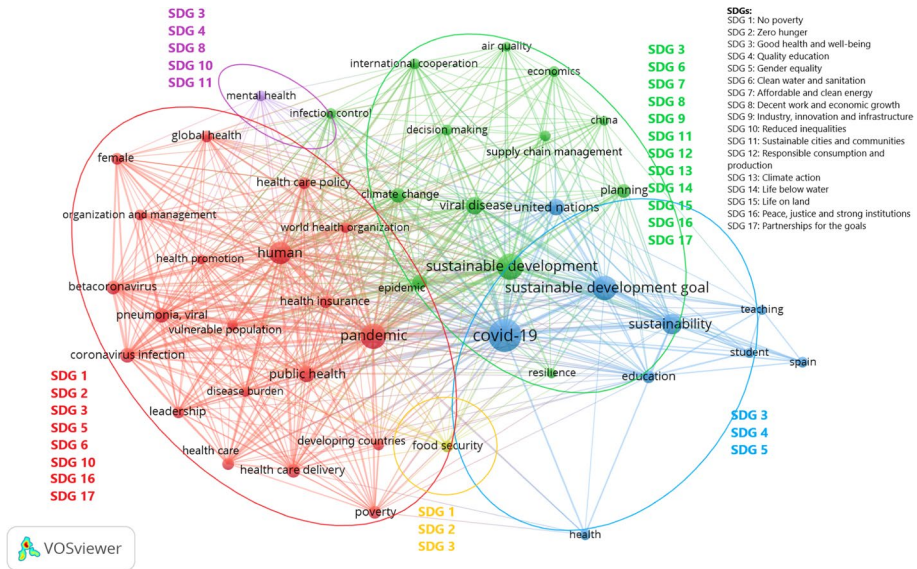 SDG 3
SDG 4
SDG 8
SDG 10
SDG 11
mental health
infection control
international cooperation
air quality
economics
decision making
china
supply chain management
climate change
viral disease
united nations
planning
sustainable development
epidemic
sustainable development goal
covid-19
sustainability
resilience
education
teaching
student
spain
health
SDG 3
SDG 6
SDG 7
SDG 8
SDG 9
SDG 11
SDG 12
SDG 13
SDG 14
SDG 15
SDG 16
SDG 17
SDGs:
SDG 1: No poverty
SDG 2: Zero hunger
SDG 3: Good health and well-being
SDG 4: Quality education
SDG 5: Gender equality
SDG 6: Clean water and sanitation
SDG 7: Affordable and clean energy
SDG 8: Decent work and economic growth
SDG 9: Industry, innovation and infrastructure
SDG 10: Reduced inequalities
SDG 11: Sustainable cities and communities
SDG 12: Responsible consumption and
production
SDG 13: Climate action
SDG 14: Life below water
SDG 15: Life on land
SDG 16: Peace, justice and strong institutions
SDG 17: Partnerships for the goals
global health
female
health care policy
organization and management
world health organization
human
health promotion
betacoronavirus
health insurance
pneumonia, viral
vulnerable population
pandemic
coronavirus infection
public health
disease burden
leadership
developing countries
health care
health care delivery
poverty
food security
SDG 1
SDG 2
SDG 3
SDG 5
SDG 6
SDG 10
SDG 16
SDG 17
SDG 1
SDG 2
SDG 3
SDG 3
SDG 4
SDG 5
VOSviewer